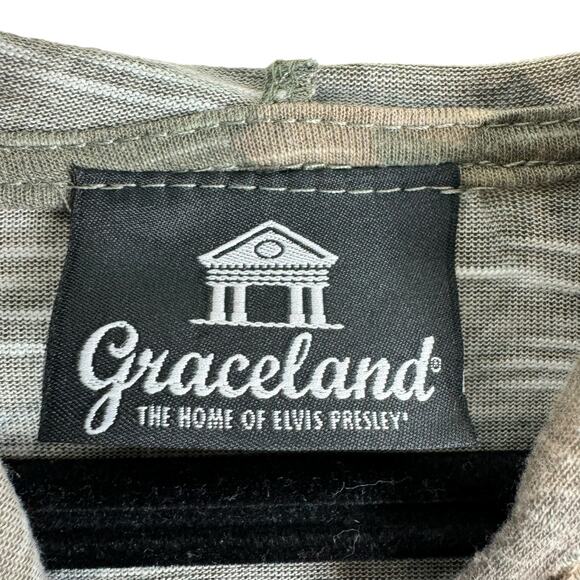 Graceland®
THE HOME OF ELVIS PRESLEY®